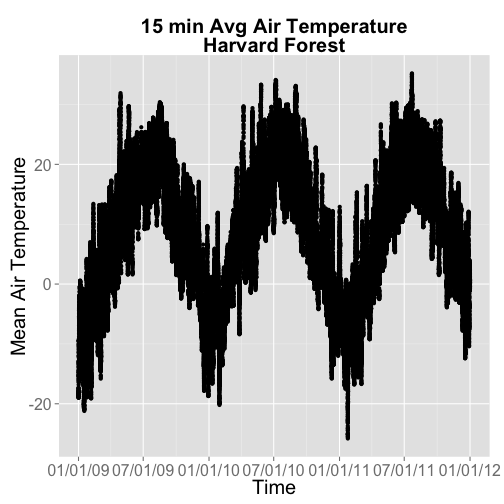 15 min Avg Air Temperature
Harvard Forest
Mean Air Temperature
20
0
-20
01/01/09 07/01/09 01/01/10 07/01/10 01/01/11 07/01/11 01/01/12
Time